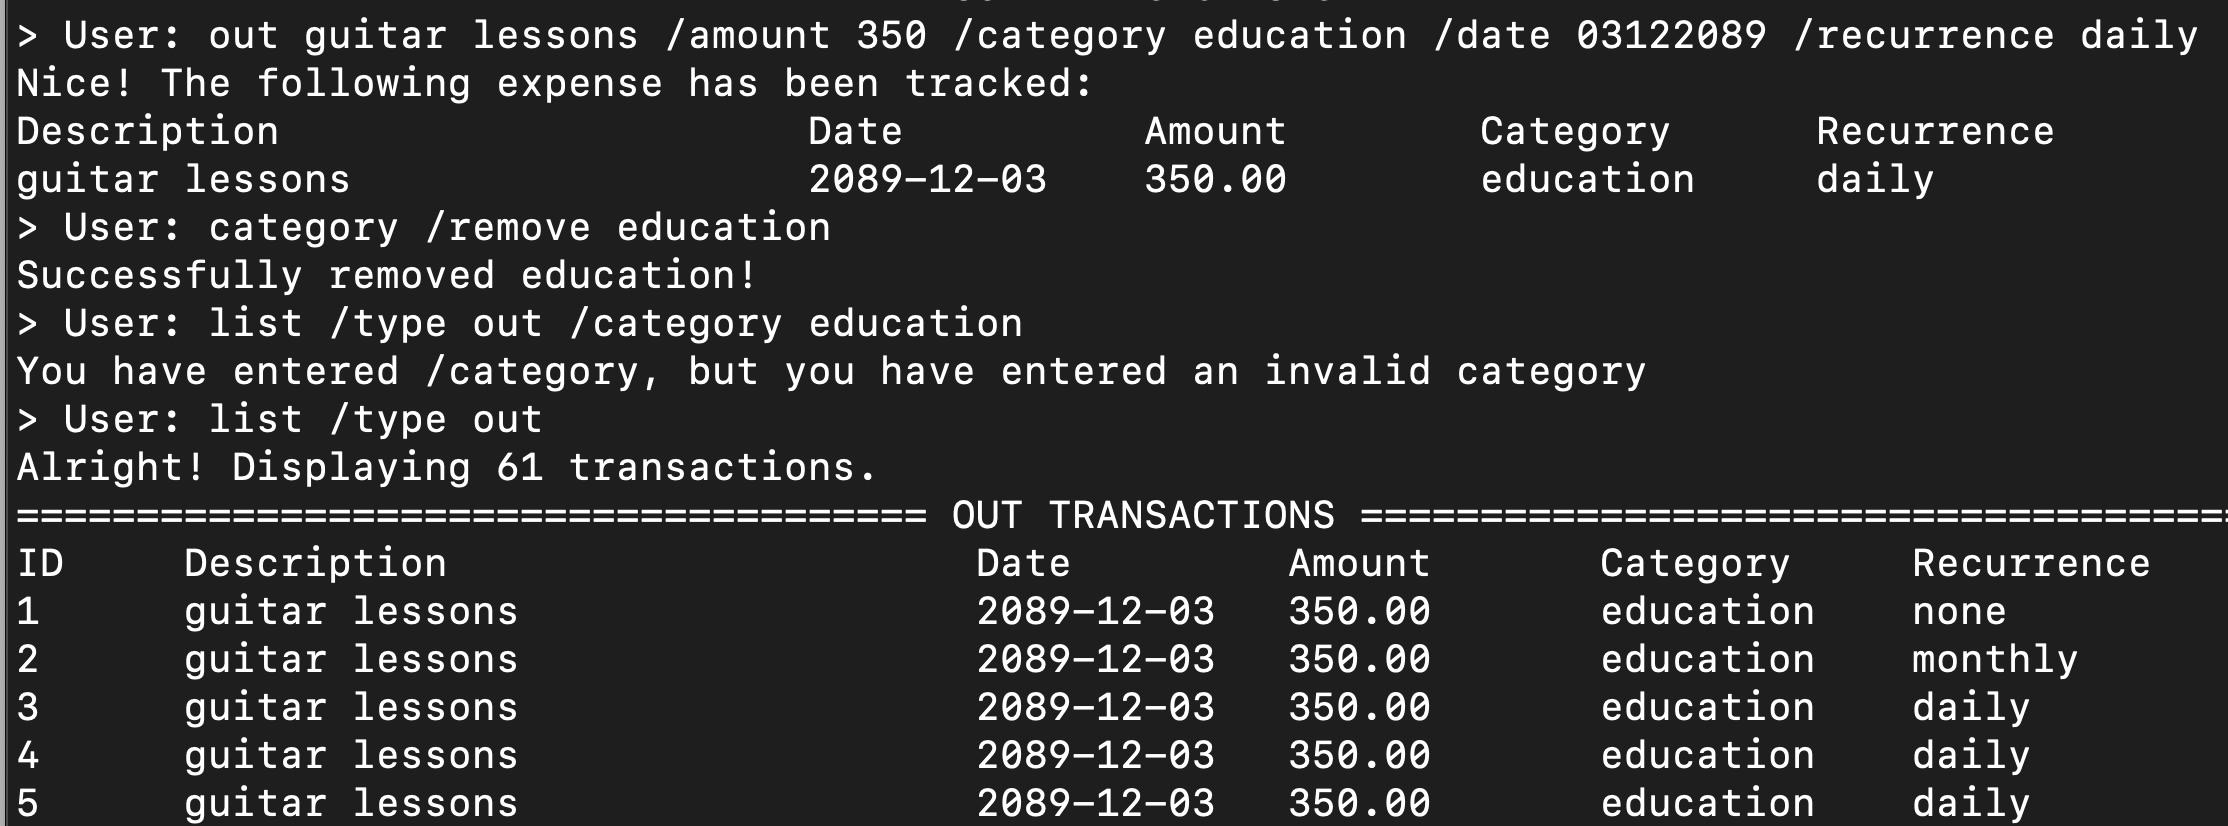 > User: out guitar lessons /amount 350 /category education /date 03122089 /recurrence daily
Nice! The following expense has been tracked:
Description Date Amount Category Recurrence
guitar lessons 2089-12-03 350.00 education daily
> User: category /remove education
Successfully removed education!
> User: list /type out /category education
You have entered /category, but you have entered an invalid category
> User: list /type out
Alright! Displaying 61 transactions.
====================================== OUT TRANSACTIONS ====================================
ID Description Date Amount Category Recurrence
1 guitar lessons 2089-12-03 350.00 education none
2 guitar lessons 2089-12-03 350.00 education monthly
3 guitar lessons 2089-12-03 350.00 education daily
4 guitar lessons 2089-12-03 350.00 education daily
5 guitar lessons 2089-12-03 350.00 education daily